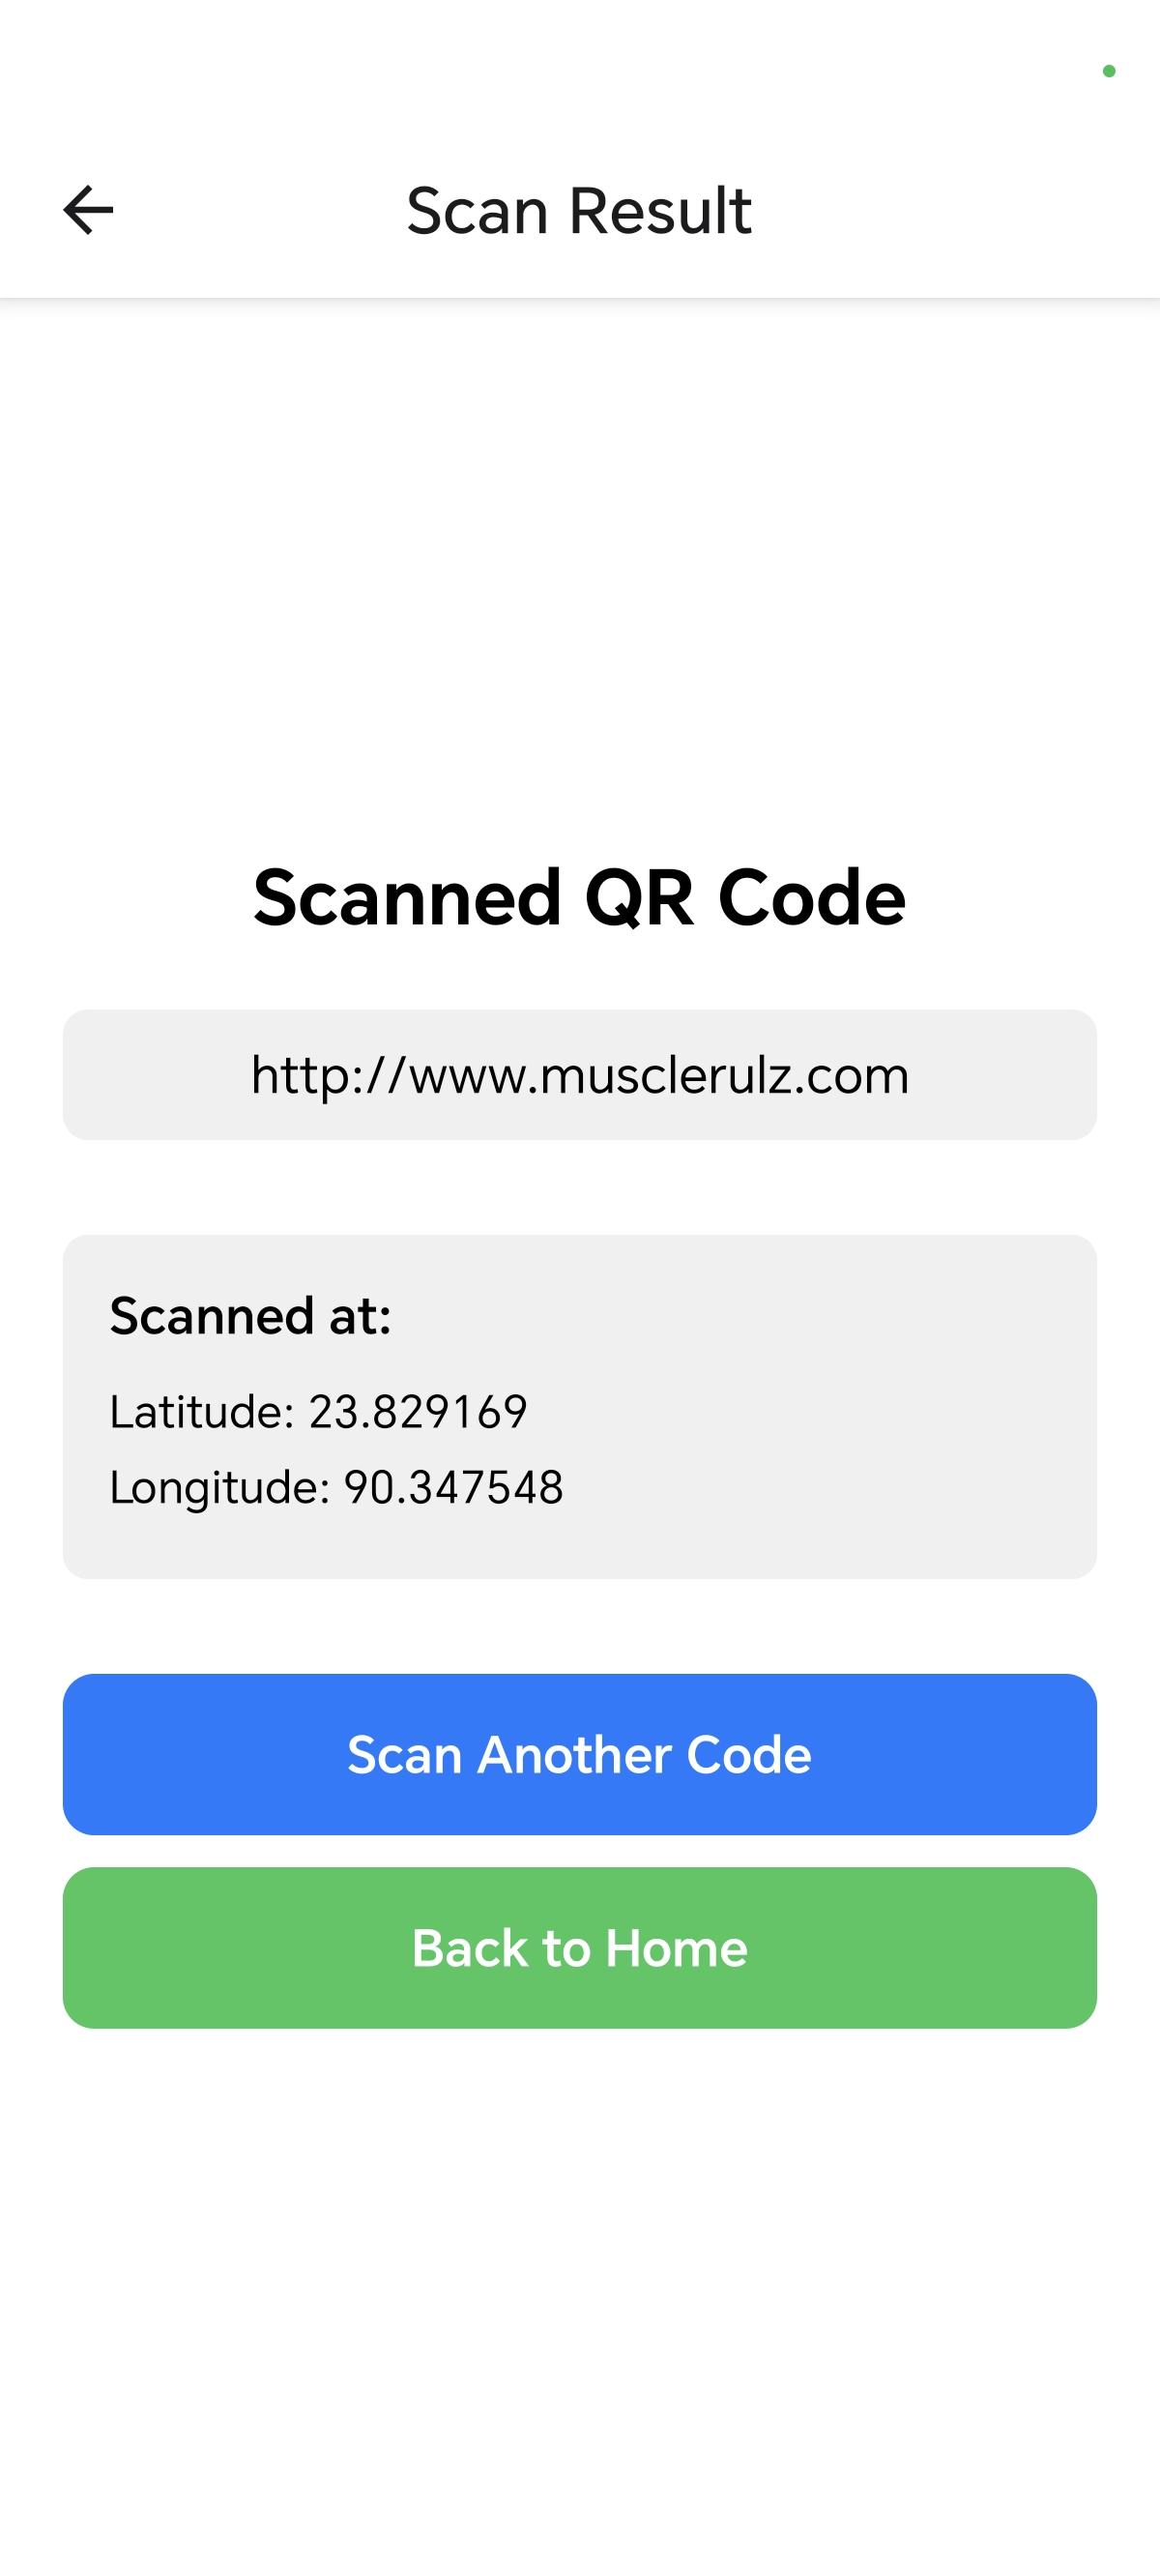 Scan Result
Scanned QR Code
http://www.musclerulz.com
Scanned at:
Latitude: 23.829169
Longitude: 90.347548
Scan Another Code
Back to Home